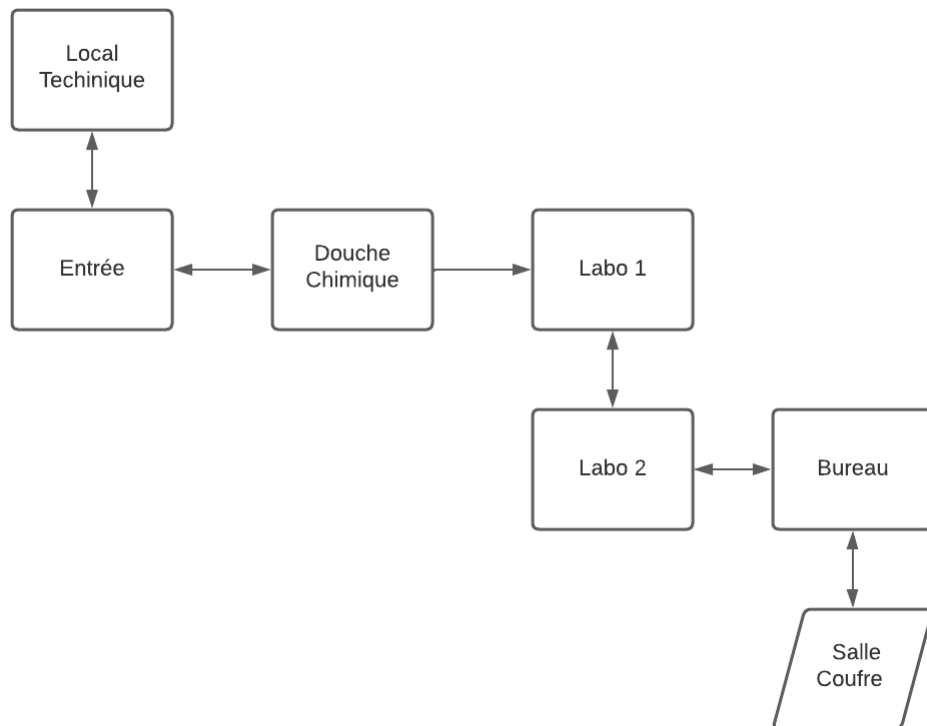 Local
Techinique
Entrée
Douche
Chimique
Labo 1
Labo 2
Bureau
Salle
Coufre